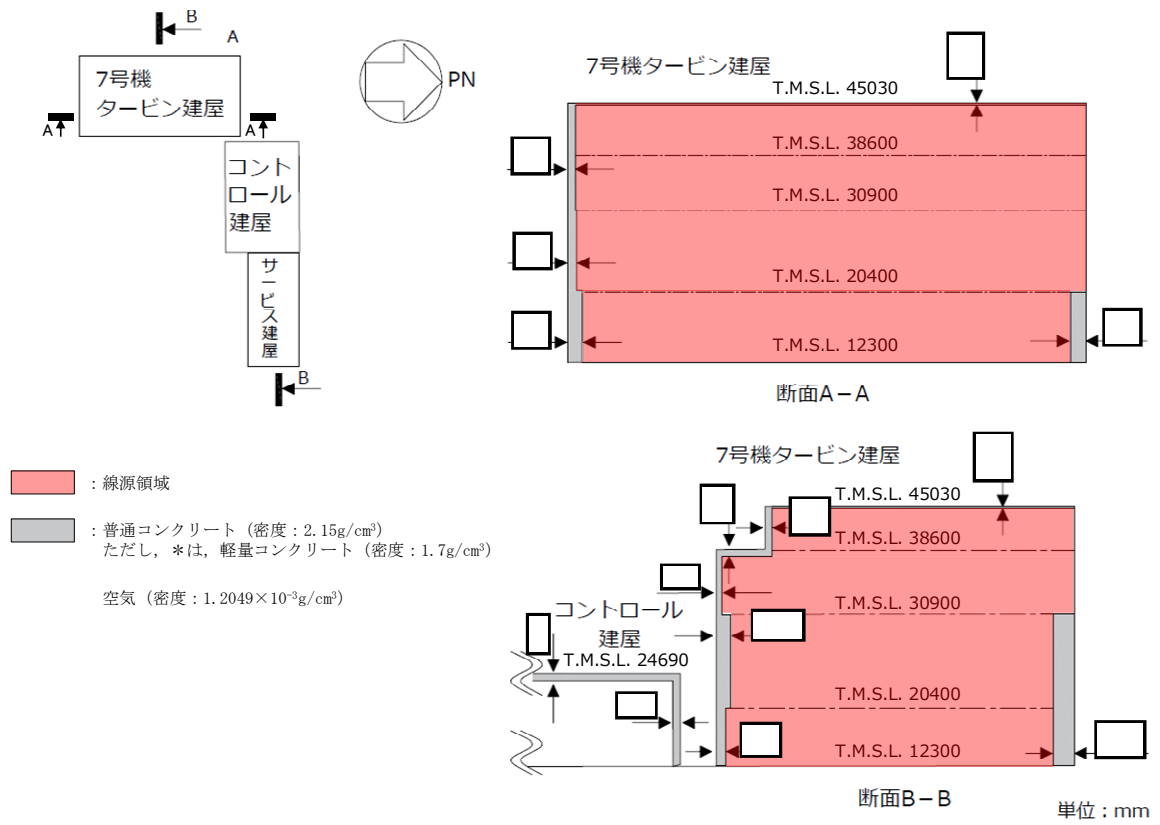 B
A
7号機
タービン建屋
A
A
コント
ロール
建屋
サービス建屋
B
PN
7号機タービン建屋
T.M.S.L. 45030
T.M.S.L. 38600
T.M.S.L. 30900
T.M.S.L. 20400
T.M.S.L. 12300
断面A－A
：線源領域
：普通コンクリート（密度：2.15g/cm³）
ただし，＊は，軽量コンクリート（密度：1.7g/cm³）
空気（密度：1.2049×10⁻³g/cm³）
7号機タービン建屋
T.M.S.L. 45030
T.M.S.L. 38600
T.M.S.L. 30900
コントロール
建屋
T.M.S.L. 24690
T.M.S.L. 20400
T.M.S.L. 12300
断面B－B
単位：mm